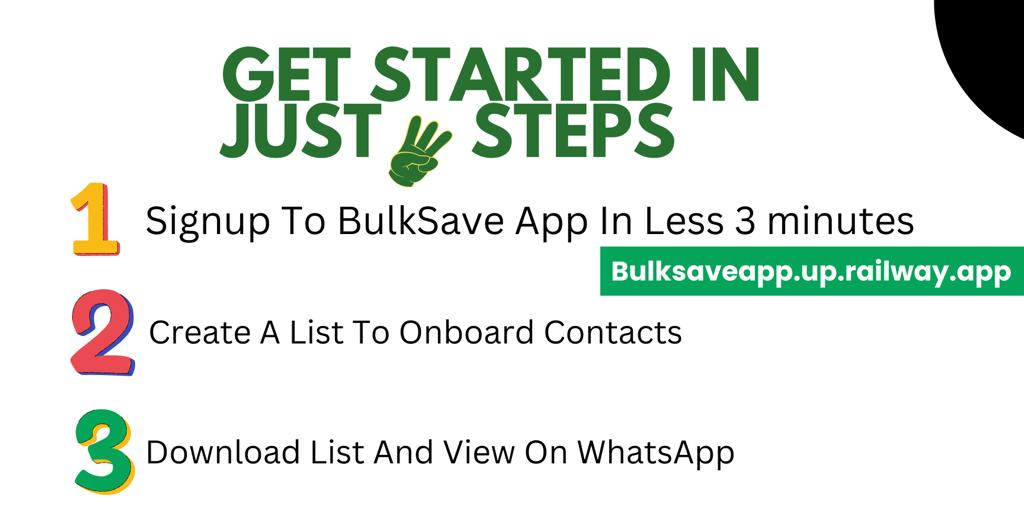 GET STARTED IN
JUST STEPS
1 Signup To BulkSave App In Less 3 minutes
Bulksaveapp.up.railway.app
2 Create A List To Onboard Contacts
3 Download List And View On WhatsApp